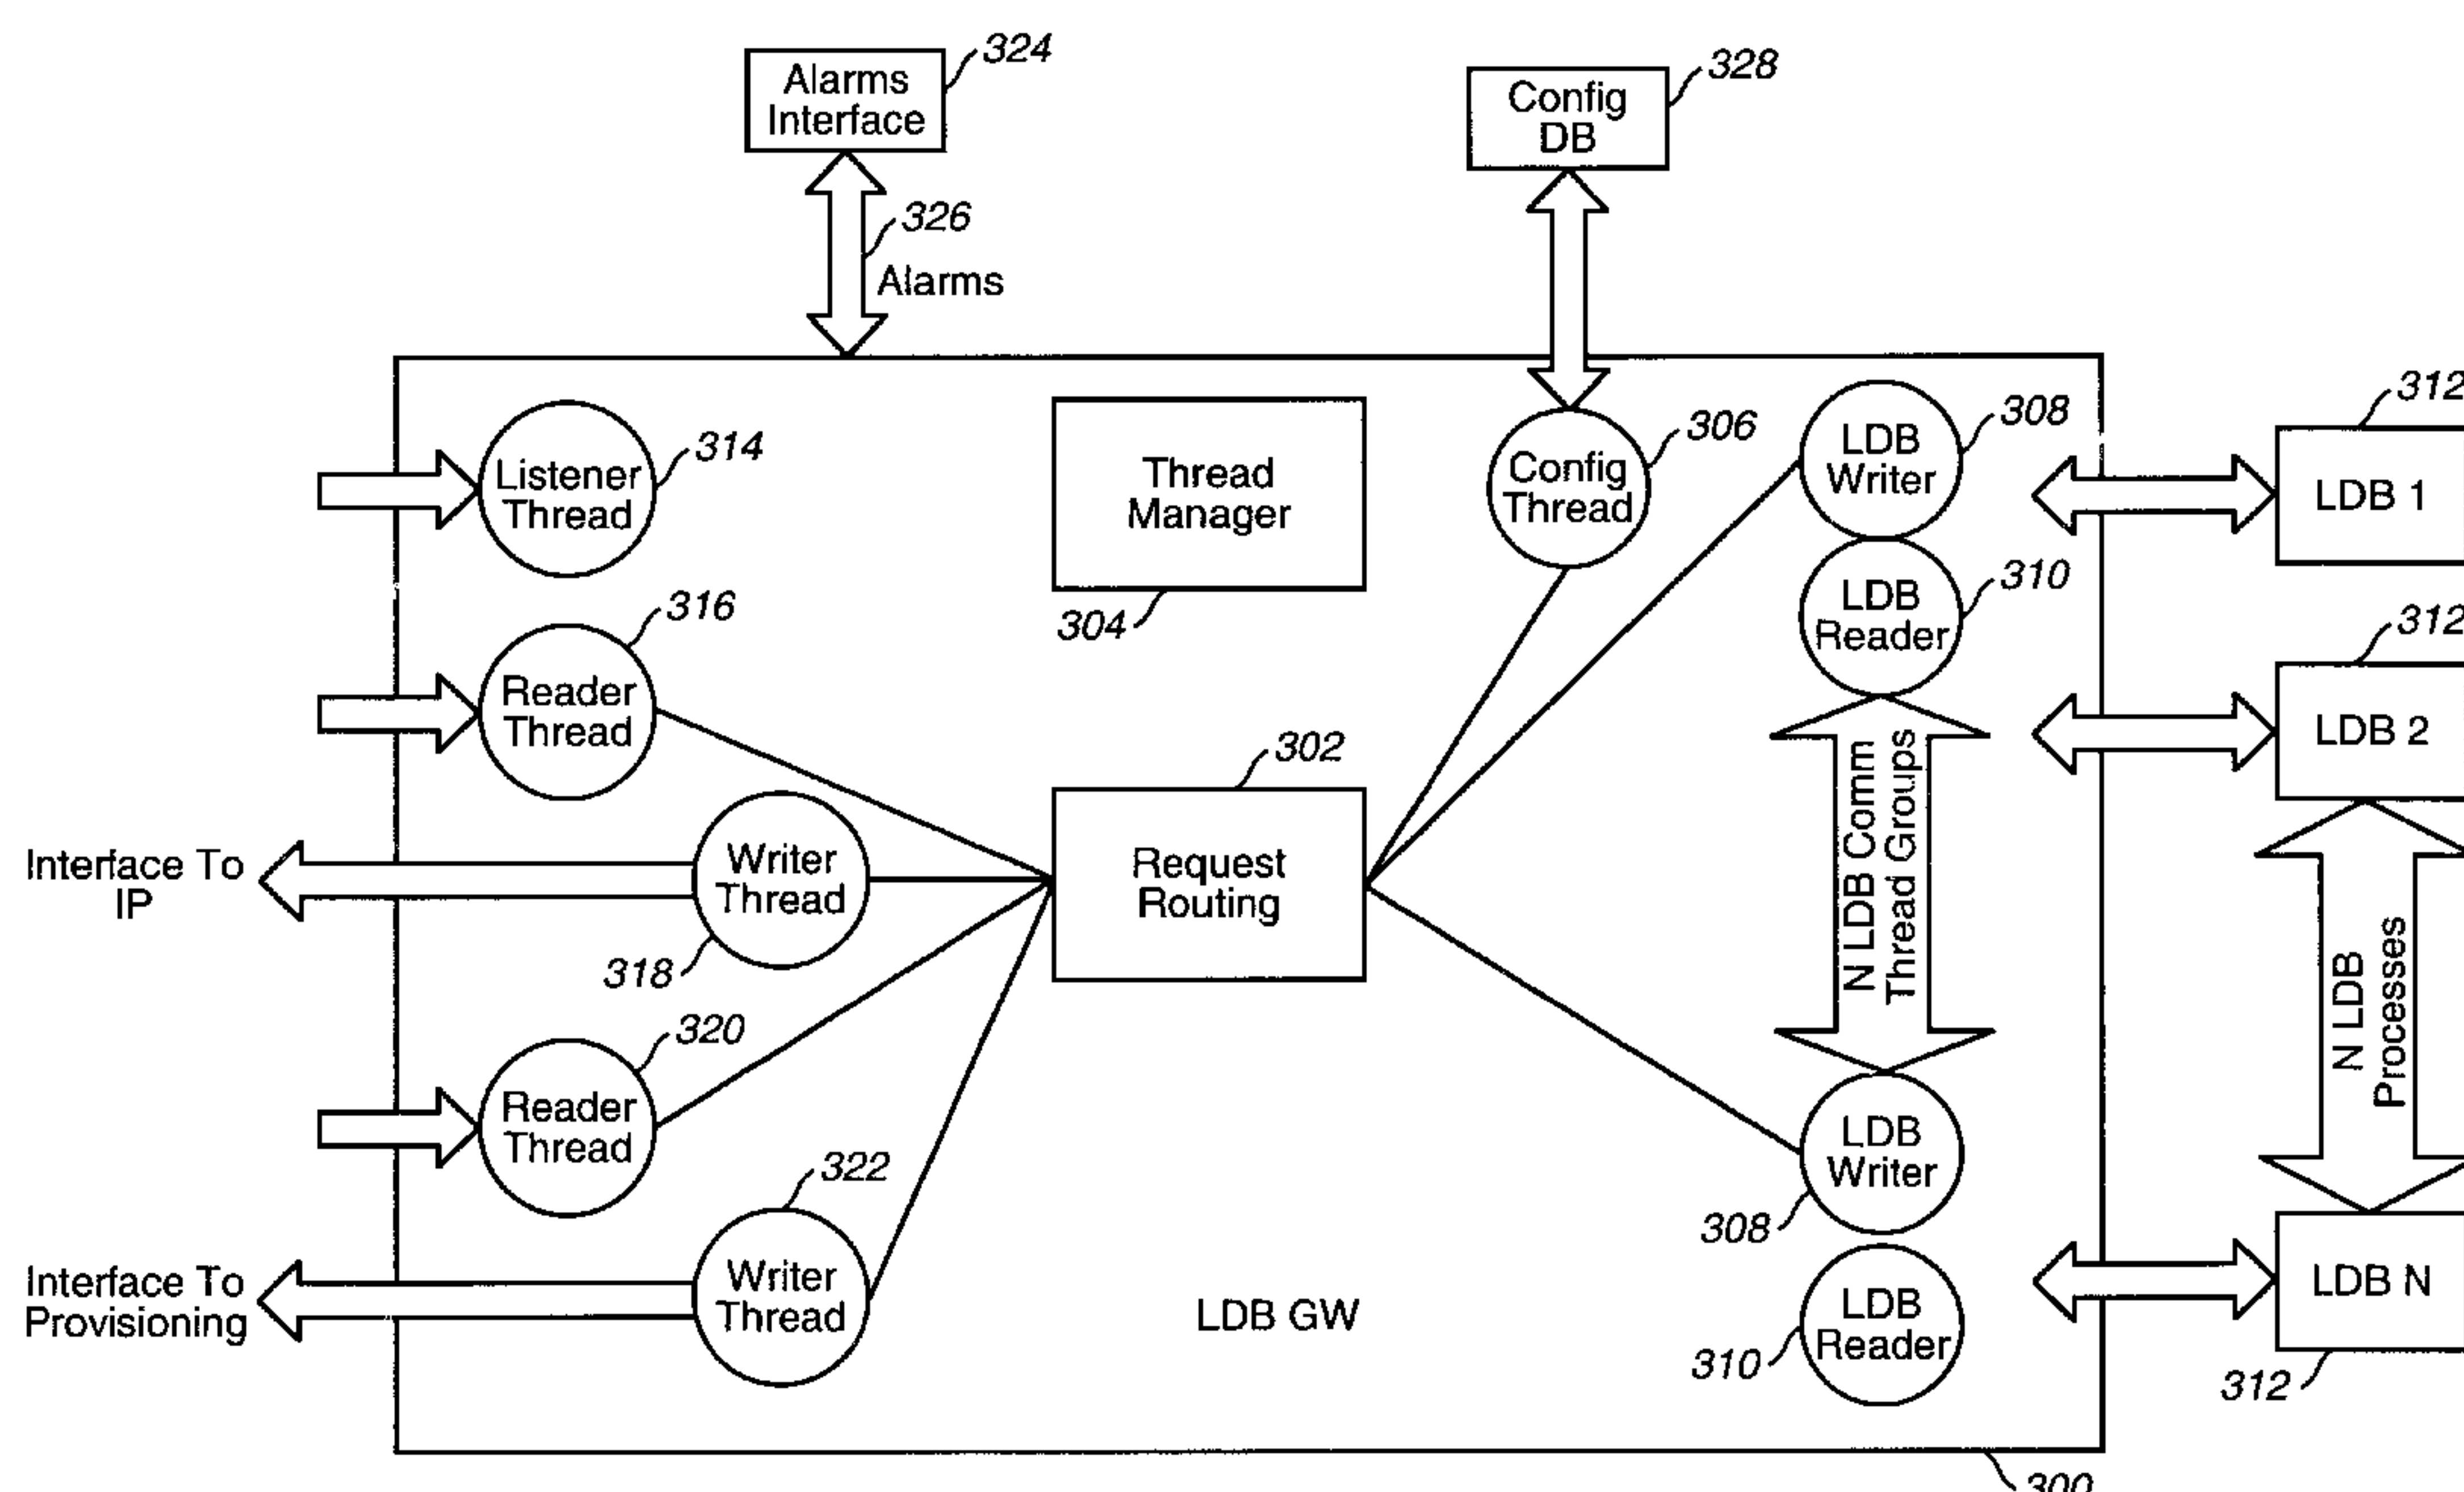 324
Alarms
Interface
326
Alarms
328
Config
DB
314
Listener
Thread
Thread
Manager
304
306
Config
Thread
308
LDB
Writer
310
LDB
Reader
312
LDB 1
312
LDB 2
316
Reader
Thread
302
Request
Routing
Writer
Thread
318
Interface To
IP
N LDB Comm
Thread Groups
N LDB
Processes
320
Reader
Thread
322
Writer
Thread
Interface To
Provisioning
LDB GW
LDB
Writer
308
LDB
Reader
310
LDB N
312
300